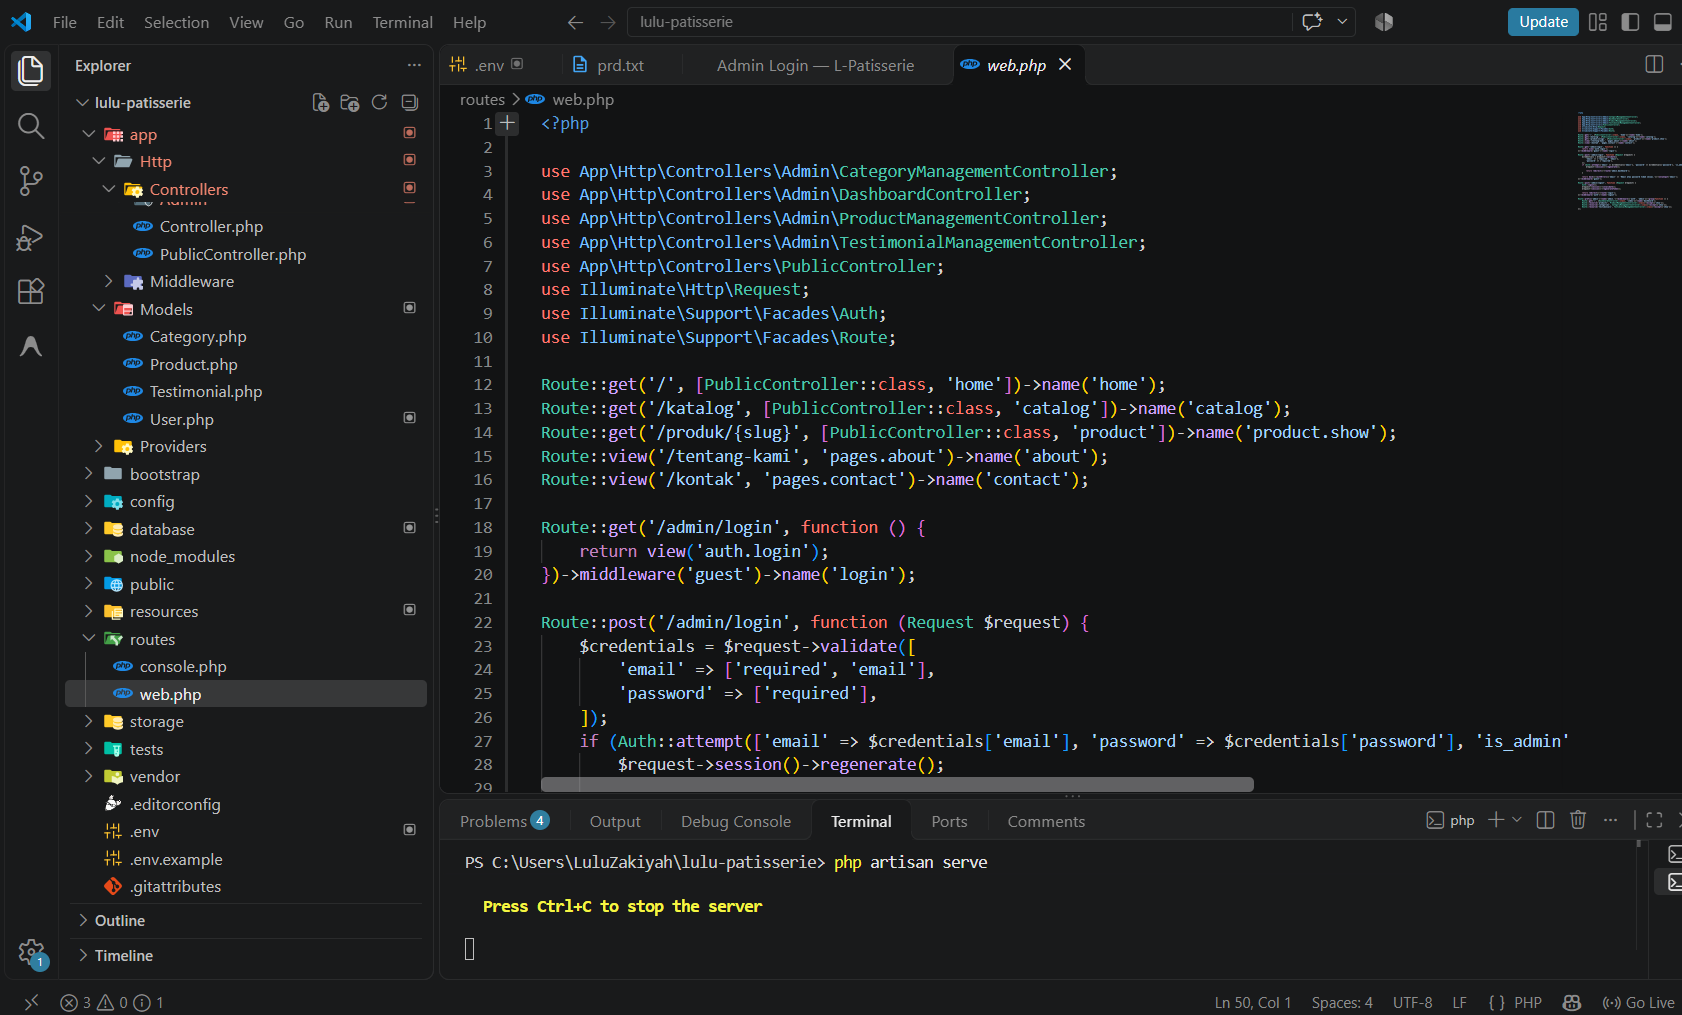 File Edit Selection View Go Run Terminal Help
lulu-patisserie
Update
Explorer
lulu-patisserie
app
Http
Controllers
Admin
Controller.php
PublicController.php
Middleware
Models
Category.php
Product.php
Testimonial.php
User.php
Providers
bootstrap
config
database
node_modules
public
resources
routes
console.php
web.php
storage
tests
vendor
.editorconfig
.env
.env.example
.gitattributes
Outline
Timeline
1
.env
prd.txt
Admin Login — L-Patisserie
web.php
routes > web.php
1 <?php
2
3 use App\Http\Controllers\Admin\CategoryManagementController;
4 use App\Http\Controllers\Admin\DashboardController;
5 use App\Http\Controllers\Admin\ProductManagementController;
6 use App\Http\Controllers\Admin\TestimonialManagementController;
7 use App\Http\Controllers\PublicController;
8 use Illuminate\Http\Request;
9 use Illuminate\Support\Facades\Auth;
10 use Illuminate\Support\Facades\Route;
11
12 Route::get('/', [PublicController::class, 'home'])->name('home');
13 Route::get('/katalog', [PublicController::class, 'catalog'])->name('catalog');
14 Route::get('/produk/{slug}', [PublicController::class, 'product'])->name('product.show');
15 Route::view('/tentang-kami', 'pages.about')->name('about');
16 Route::view('/kontak', 'pages.contact')->name('contact');
17
18 Route::get('/admin/login', function () {
19     return view('auth.login');
20 })->middleware('guest')->name('login');
21
22 Route::post('/admin/login', function (Request $request) {
23     $credentials = $request->validate([
24         'email' => ['required', 'email'],
25         'password' => ['required'],
26     ]);
27     if (Auth::attempt(['email' => $credentials['email'], 'password' => $credentials['password'], 'is_admin'
28         $request->session()->regenerate();
29
Problems 4 Output Debug Console Terminal Ports Comments
php
PS C:\Users\LuluZakiyah\lulu-patisserie> php artisan serve
Press Ctrl+C to stop the server
3 0 1
Ln 50, Col 1 Spaces: 4 UTF-8 LF { } PHP Go Live